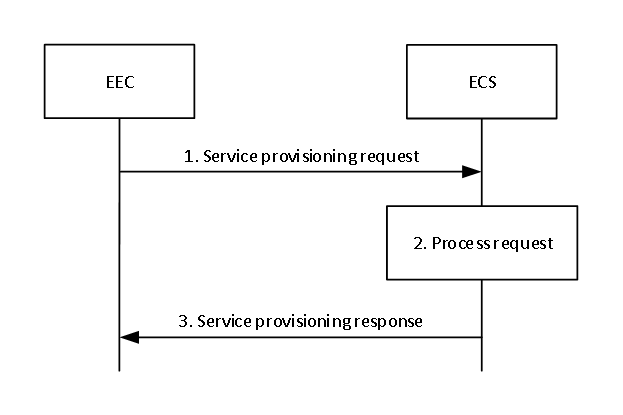 EEC
ECS
1. Service provisioning request
2. Process request
3. Service provisioning response